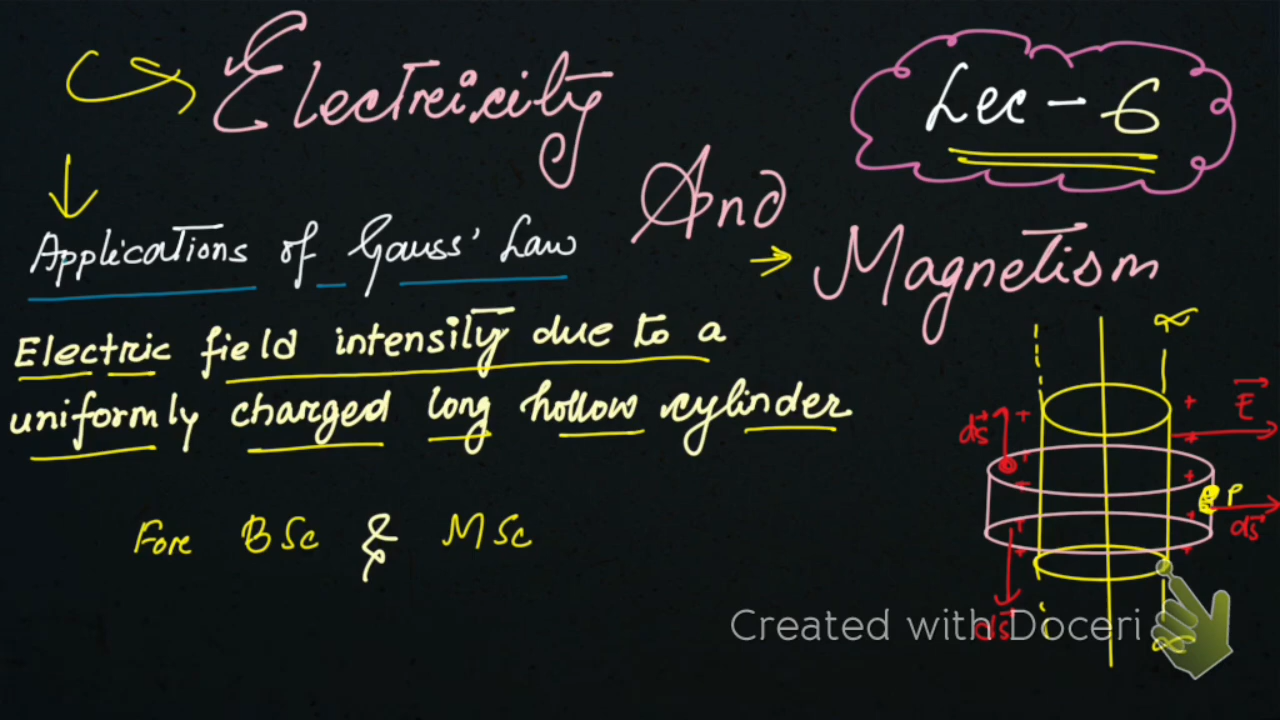 Electricity
Lec - 6
And
Magnetism
Applications of Gauss' Law
Electric field intensity due to a
uniformly charged long hollow cylinder
For BSc & MSc
∝
E
ds
+
+
+
+
+
+
+
+
+
+
P
ds
ds
∝
Created with Doceri